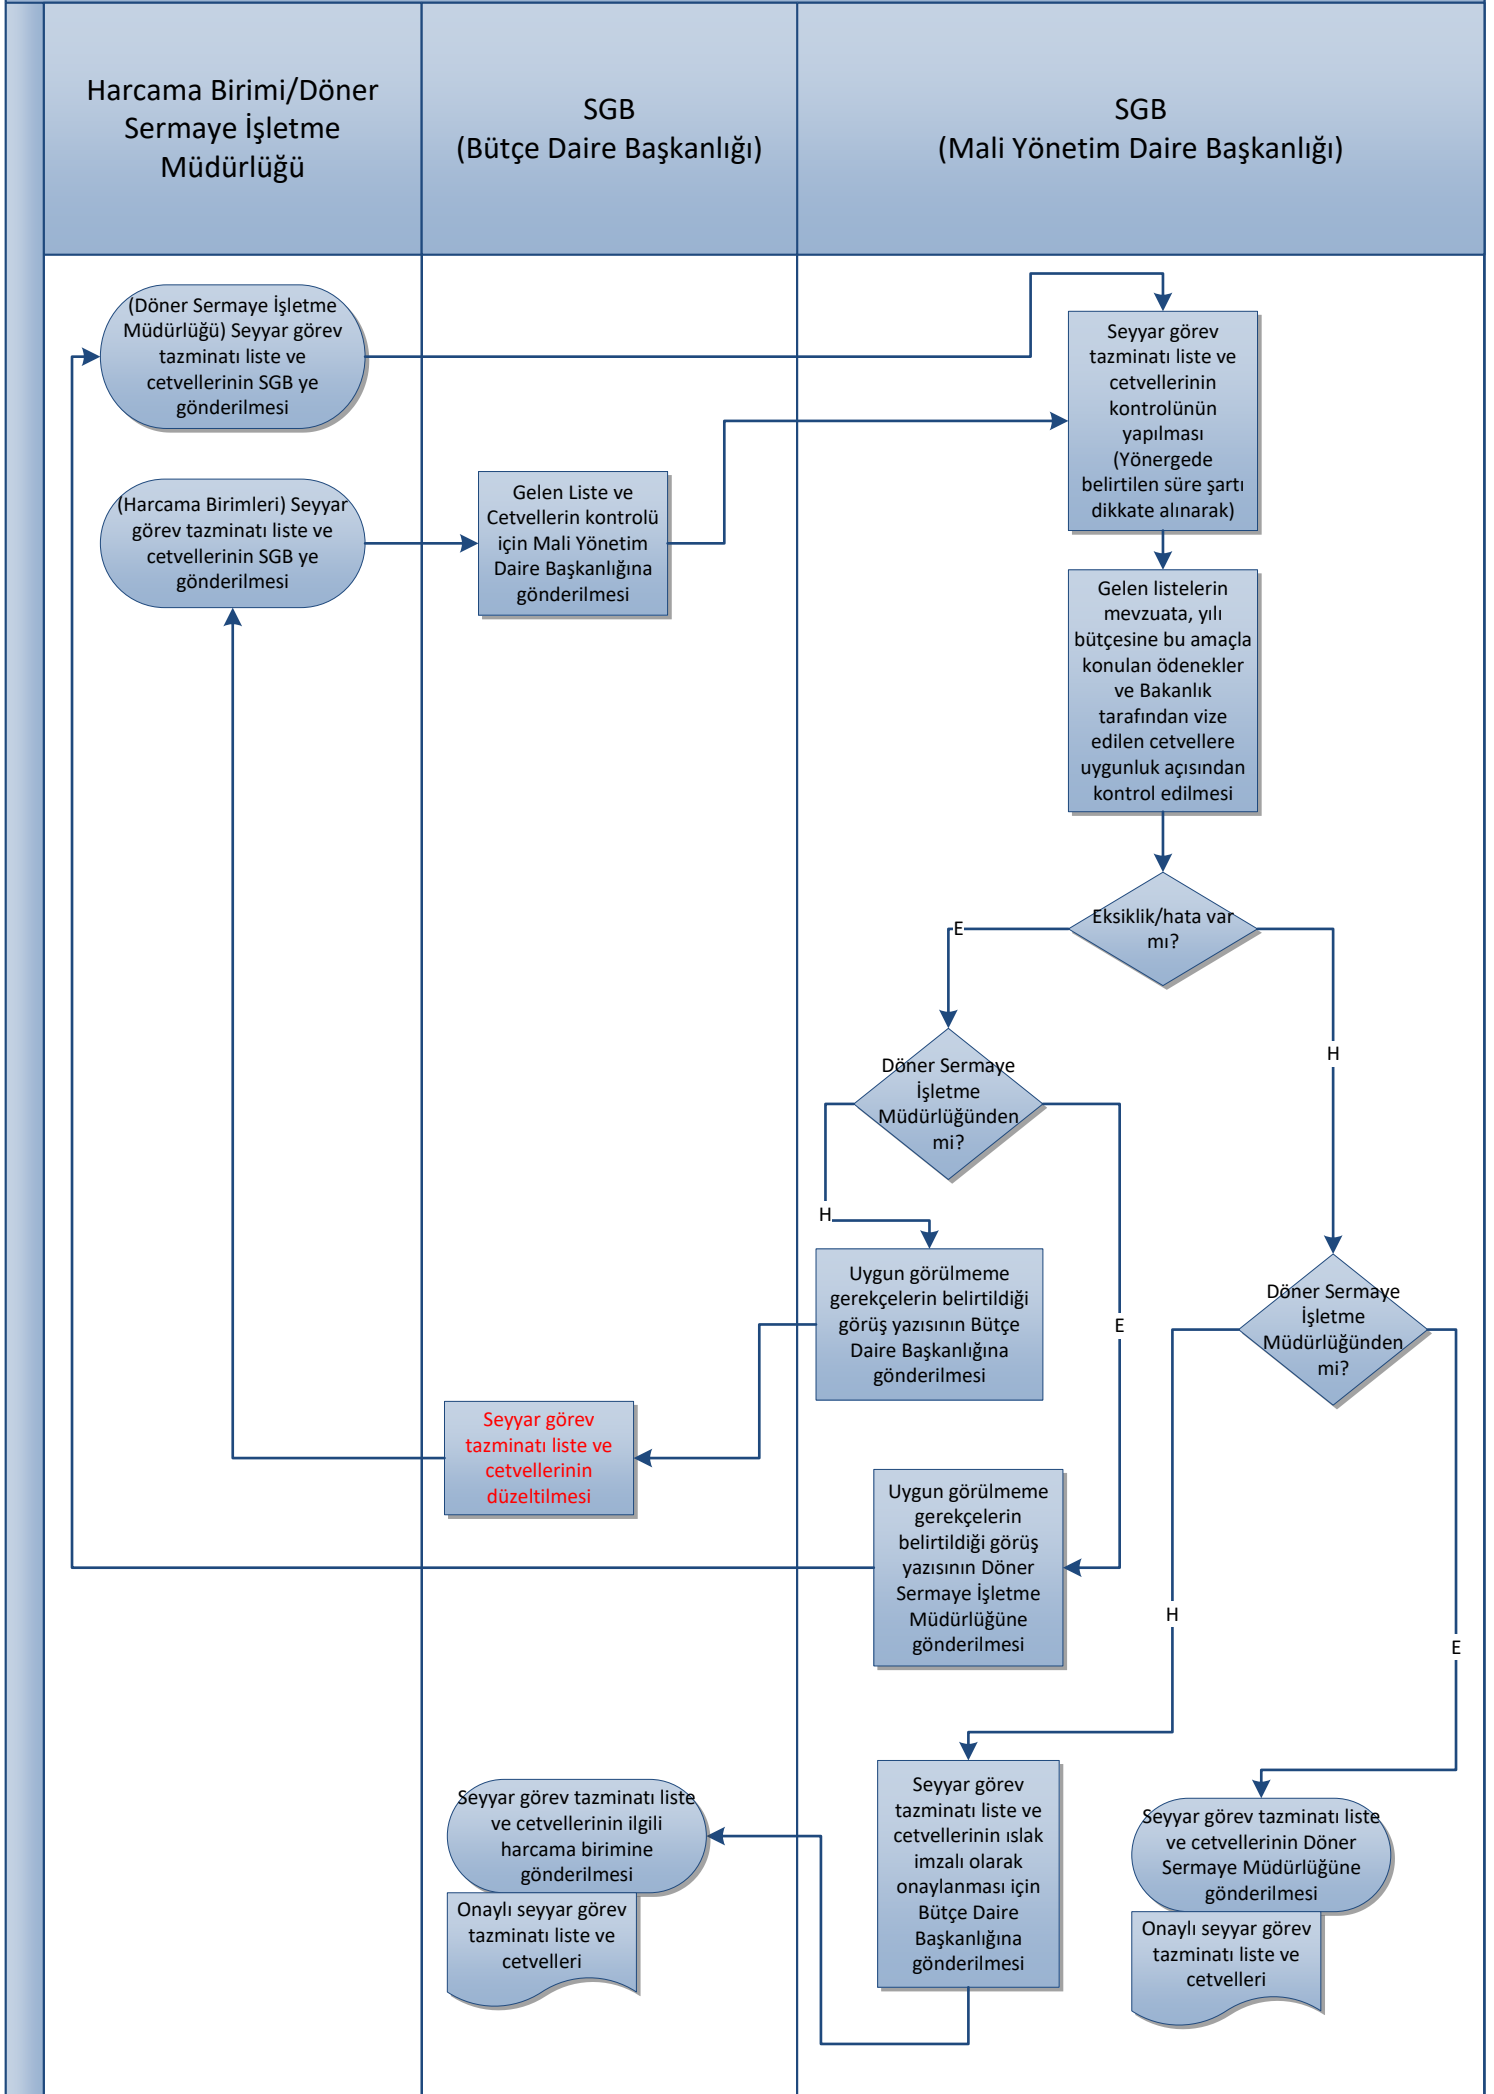 Harcama Birimi/Döner
Sermaye İşletme
Müdürlüğü
SGB
(Bütçe Daire Başkanlığı)
SGB
(Mali Yönetim Daire Başkanlığı)
(Döner Sermaye İşletme
Müdürlüğü) Seyyar görev
tazminatı liste ve
cetvellerinin SGB ye
gönderilmesi
Seyyar görev
tazminatı liste ve
cetvellerinin
kontrolünün
yapılması
(Yönergede
belirtilen süre şartı
dikkate alınarak)
(Harcama Birimleri) Seyyar
görev tazminatı liste ve
cetvellerinin SGB ye
gönderilmesi
Gelen Liste ve
Cetvellerin kontrolü
için Mali Yönetim
Daire Başkanlığına
gönderilmesi
Gelen listelerin
mevzuata, yılı
bütçesine bu amaçla
konulan ödenekler
ve Bakanlık
tarafından vize
edilen cetvellere
uygunluk açısından
kontrol edilmesi
Eksiklik/hata var
mı?
E
H
Döner Sermaye
İşletme
Müdürlüğünden
mi?
H
E
Uygun görülmeme
gerekçelerin belirtildiği
görüş yazısının Bütçe
Daire Başkanlığına
gönderilmesi
Döner Sermaye
İşletme
Müdürlüğünden
mi?
Seyyar görev
tazminatı liste ve
cetvellerinin
düzeltilmesi
Uygun görülmeme
gerekçelerin
belirtildiği görüş
yazısının Döner
Sermaye İşletme
Müdürlüğüne
gönderilmesi
H
E
Seyyar görev tazminatı liste
ve cetvellerinin ilgili
harcama birimine
gönderilmesi
Onaylı seyyar görev
tazminatı liste ve
cetvelleri
Seyyar görev
tazminatı liste ve
cetvellerinin ıslak
imzalı olarak
onaylanması için
Bütçe Daire
Başkanlığına
gönderilmesi
Seyyar görev tazminatı liste
ve cetvellerinin Döner
Sermaye Müdürlüğüne
gönderilmesi
Onaylı seyyar görev
tazminatı liste ve
cetvelleri